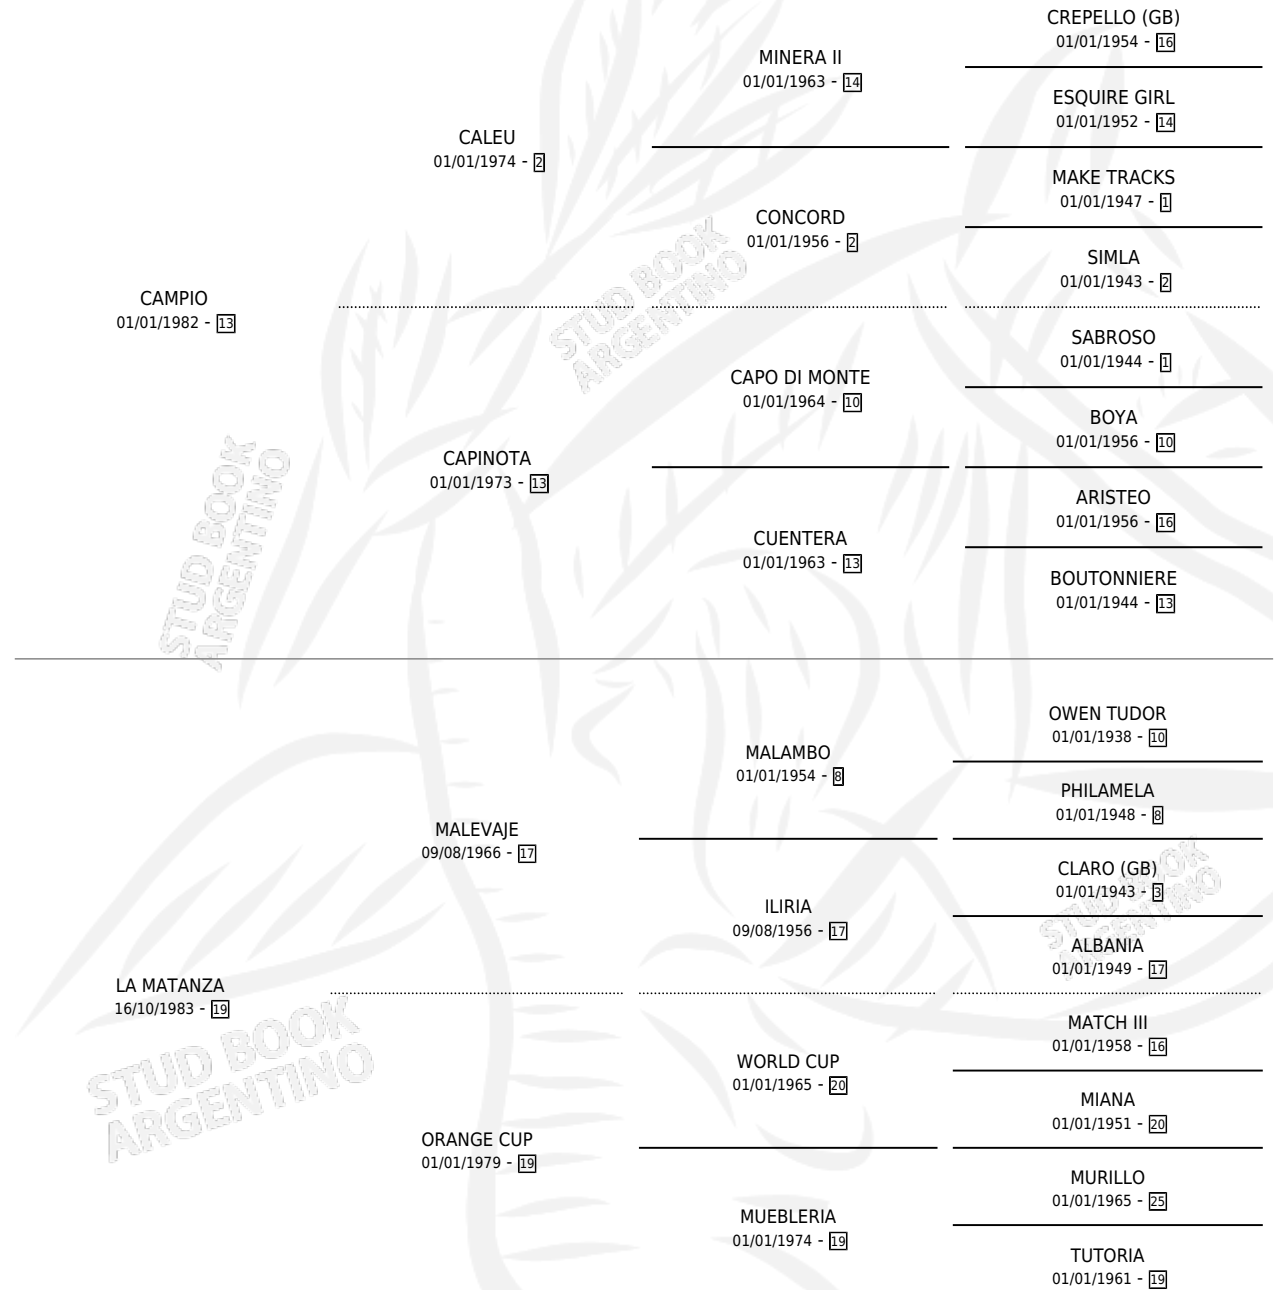 CREPELLO (GB)
01/01/1954 - 16
MINERA II
01/01/1963 - 14
ESQUIRE GIRL
01/01/1952 - 14
CALEU
01/01/1974 - 2
MAKE TRACKS
01/01/1947 - 1
CONCORD
01/01/1956 - 2
SIMLA
01/01/1943 - 2
CAMPIO
01/01/1982 - 13
STUD BOOK
ARGENTINO
SABROSO
01/01/1944 - 1
CAPO DI MONTE
01/01/1964 - 10
BOYA
01/01/1956 - 10
CAPINOTA
01/01/1973 - 13
ARISTEO
01/01/1956 - 16
CUENTERA
01/01/1963 - 13
BOUTONNIERE
01/01/1944 - 13
STUD BOOK
ARGENTINO
OWEN TUDOR
01/01/1938 - 10
MALAMBO
01/01/1954 - 8
PHILAMELA
01/01/1948 - 8
MALEVAJE
09/08/1966 - 17
CLARO (GB)
01/01/1943 - 3
ILIRIA
09/08/1956 - 17
STUD BOOK
ARGENTINO
ALBANIA
01/01/1949 - 17
LA MATANZA
16/10/1983 - 19
MATCH III
01/01/1958 - 16
STUD BOOK
ARGENTINO
WORLD CUP
01/01/1965 - 20
MIANA
01/01/1951 - 20
ORANGE CUP
01/01/1979 - 19
MURILLO
01/01/1965 - 25
MUEBLERIA
01/01/1974 - 19
TUTORIA
01/01/1961 - 19